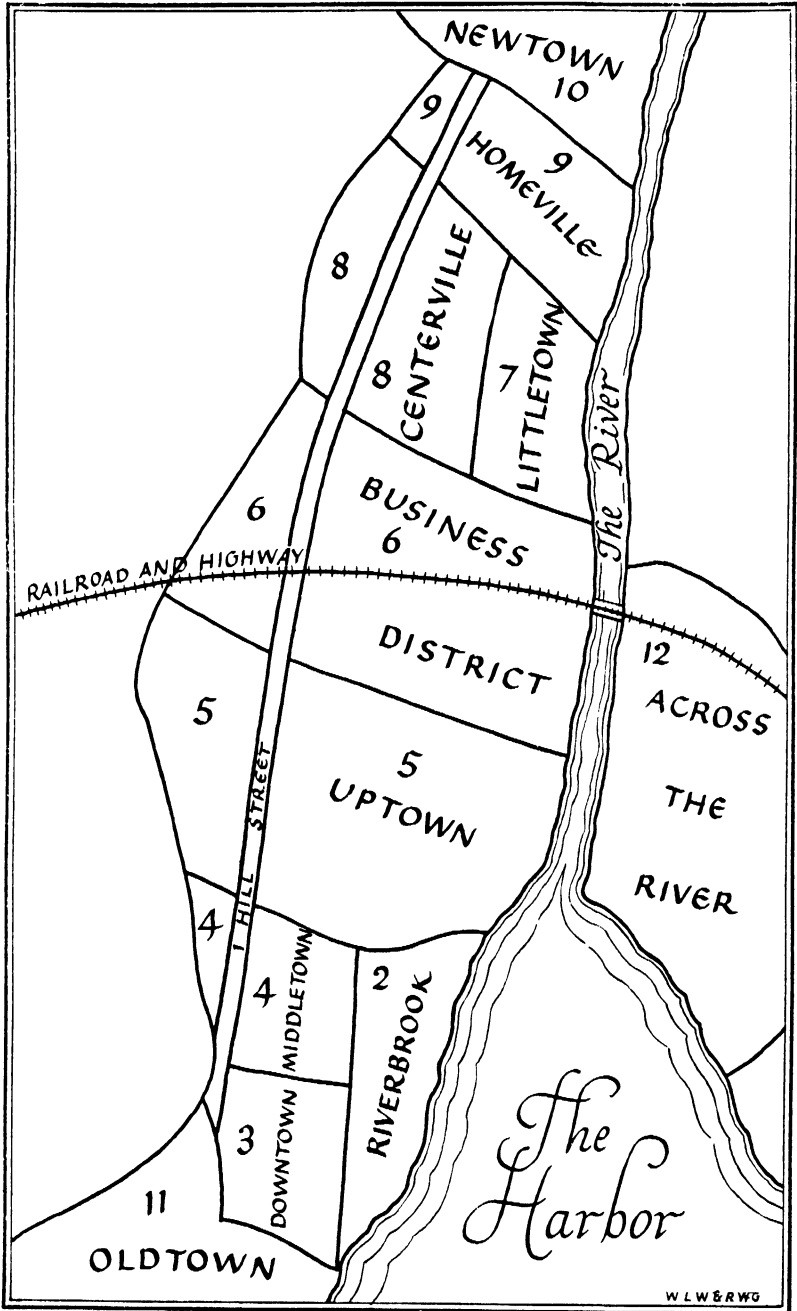 NEWTOWN
10
9
9
HOMEVILLE
8
8
CENTERVILLE
7
LITTLETOWN
The River
6
BUSINESS
6
DISTRICT
RAILROAD AND HIGHWAY
12
ACROSS
THE
RIVER
5
5
UPTOWN
1 HILL STREET
4
4
MIDDLETOWN
2
RIVERBROOK
3
DOWNTOWN
The
Harbor
11
OLDTOWN
WLW&RWG